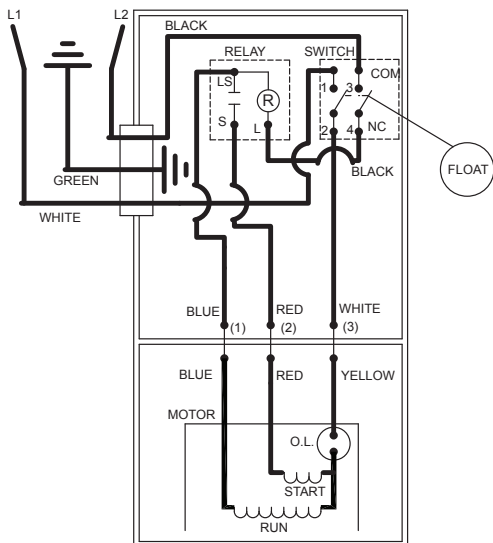 L1
L2
BLACK
RELAY
SWITCH
LS
COM
1
3
R
S
L
2
4
NC
BLACK
FLOAT
GREEN
WHITE
BLUE
RED
WHITE
(1)
(2)
(3)
BLUE
RED
YELLOW
MOTOR
O.L.
START
RUN